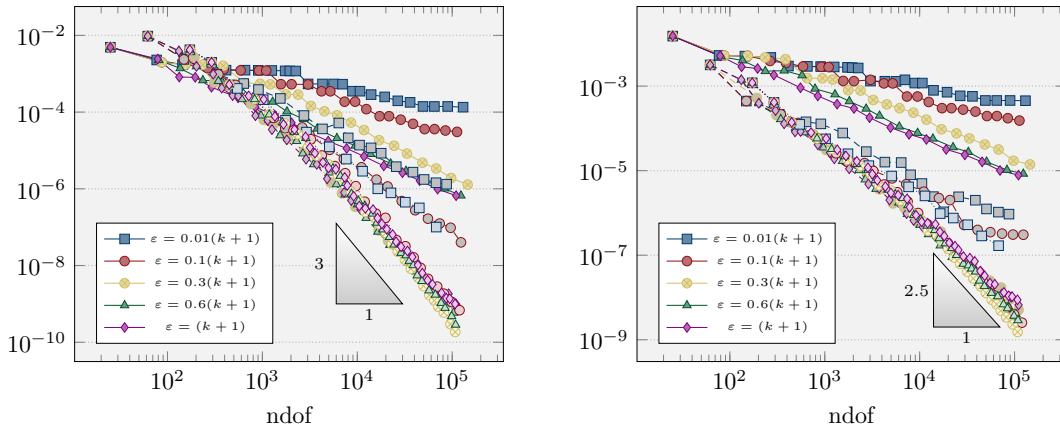 10^−2
10^−4
10^−6
10^−8
10^−10
ε = 0.01(k + 1)
ε = 0.1(k + 1)
ε = 0.3(k + 1)
ε = 0.6(k + 1)
ε = (k + 1)
3
1
10^2
10^3
10^4
10^5
ndof
10^−3
10^−5
10^−7
10^−9
ε = 0.01(k + 1)
ε = 0.1(k + 1)
ε = 0.3(k + 1)
ε = 0.6(k + 1)
ε = (k + 1)
2.5
1
10^2
10^3
10^4
10^5
ndof